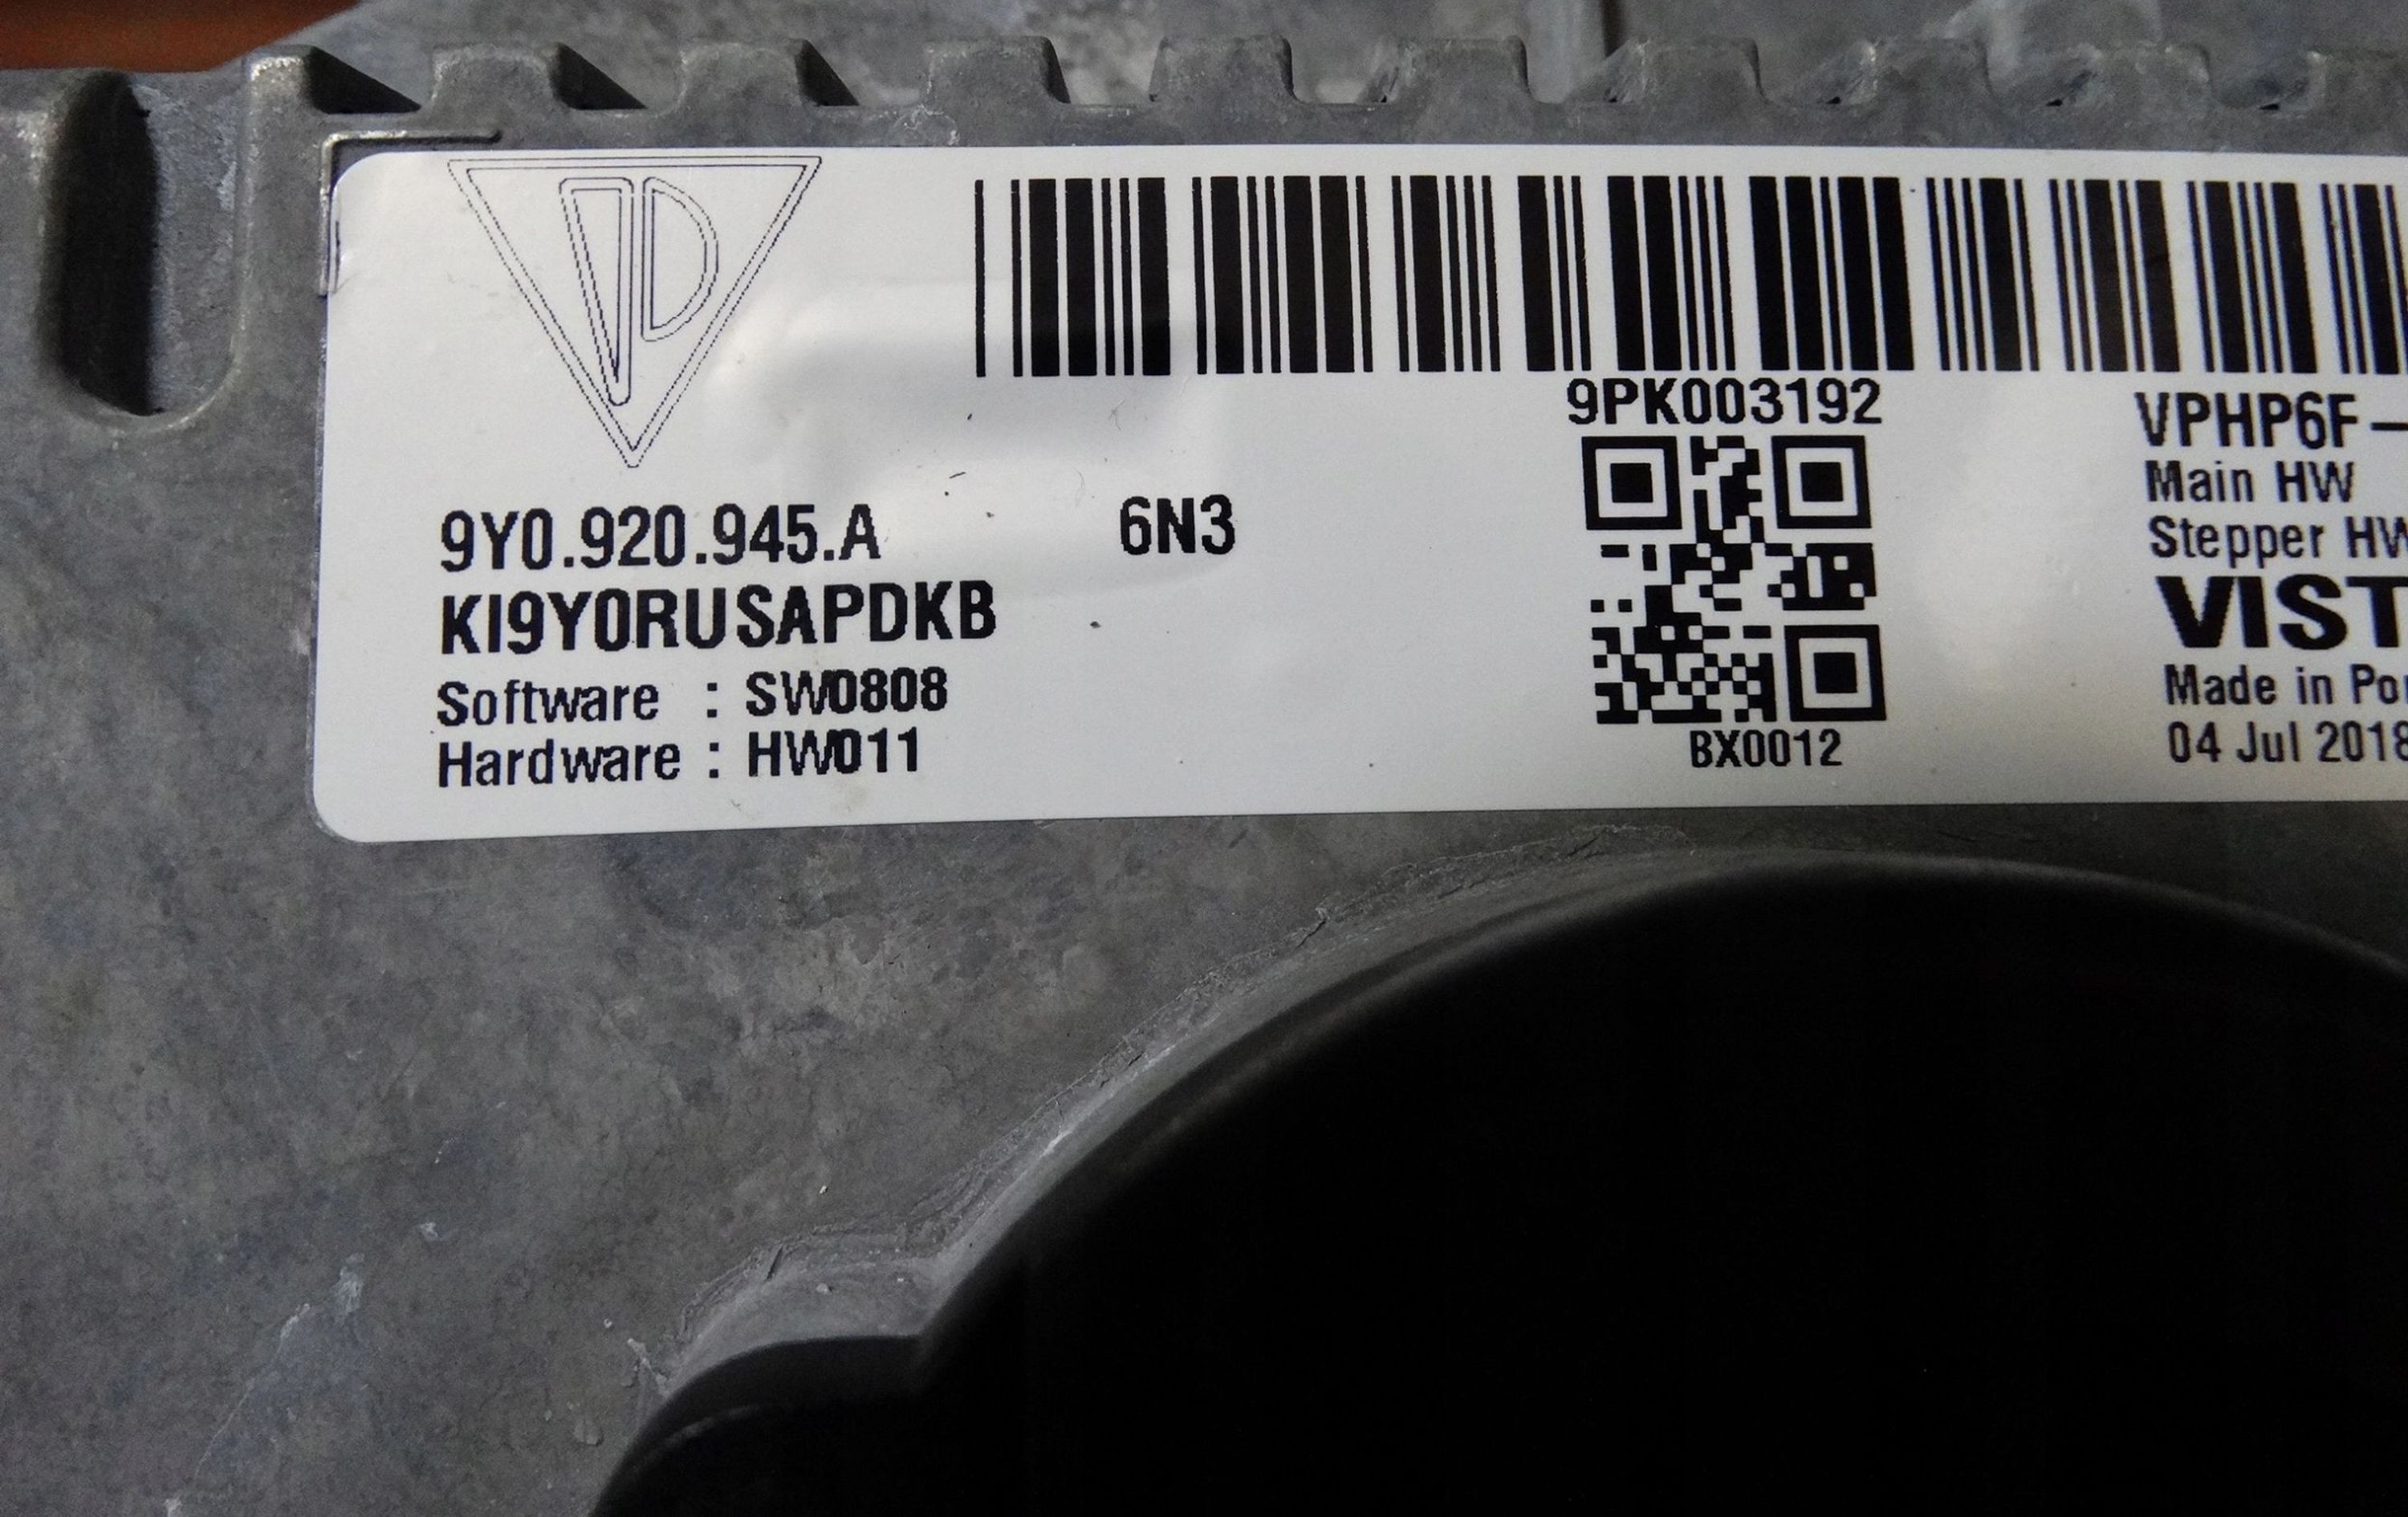 9PK003192
9Y0.920.945.A 6N3
KI9Y0RUSAPDKB
Software : SW0808
Hardware : HW011
BX0012
VPHP6F-
Main HW
Stepper HW
VIST
Made in Po
04 Jul 2018